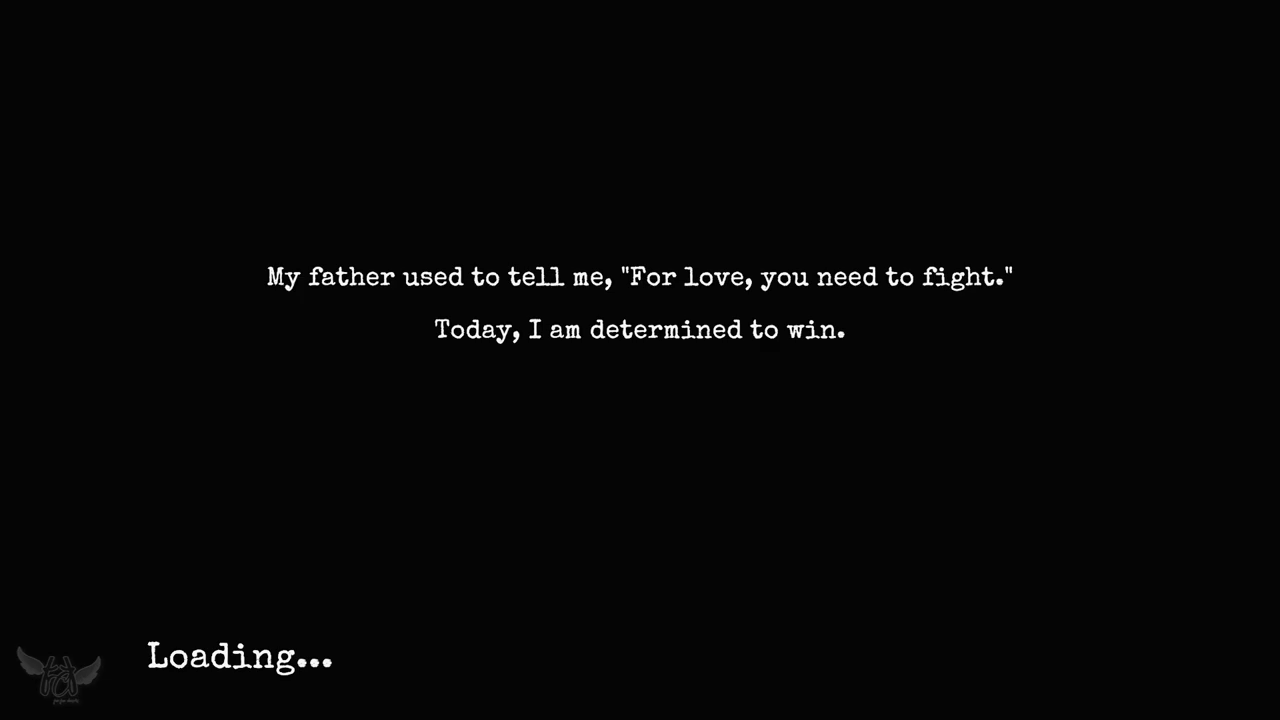 My father used to tell me, "For love, you need to fight."
Today, I am determined to win.
Loading...